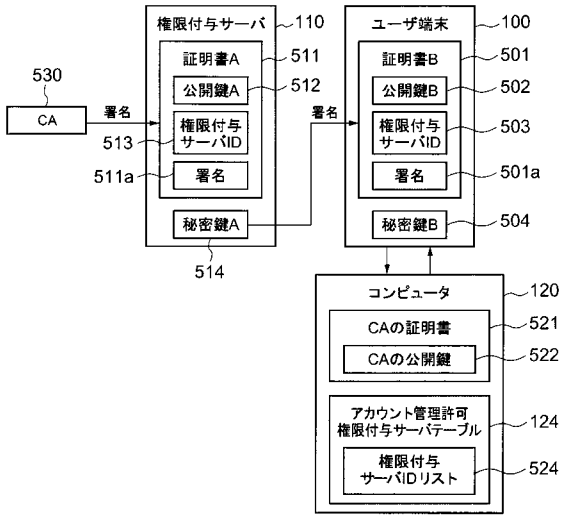 権限付与サーバ
110
証明書A
511
公開鍵A
512
530
CA
署名
513
権限付与
サーバID
511a
署名
秘密鍵A
514
署名
ユーザ端末
100
証明書B
501
公開鍵B
502
権限付与
サーバID
503
署名
501a
秘密鍵B
504
コンピュータ
120
CAの証明書
521
CAの公開鍵
522
アカウント管理許可
権限付与サーバテーブル
124
権限付与
サーバIDリスト
524